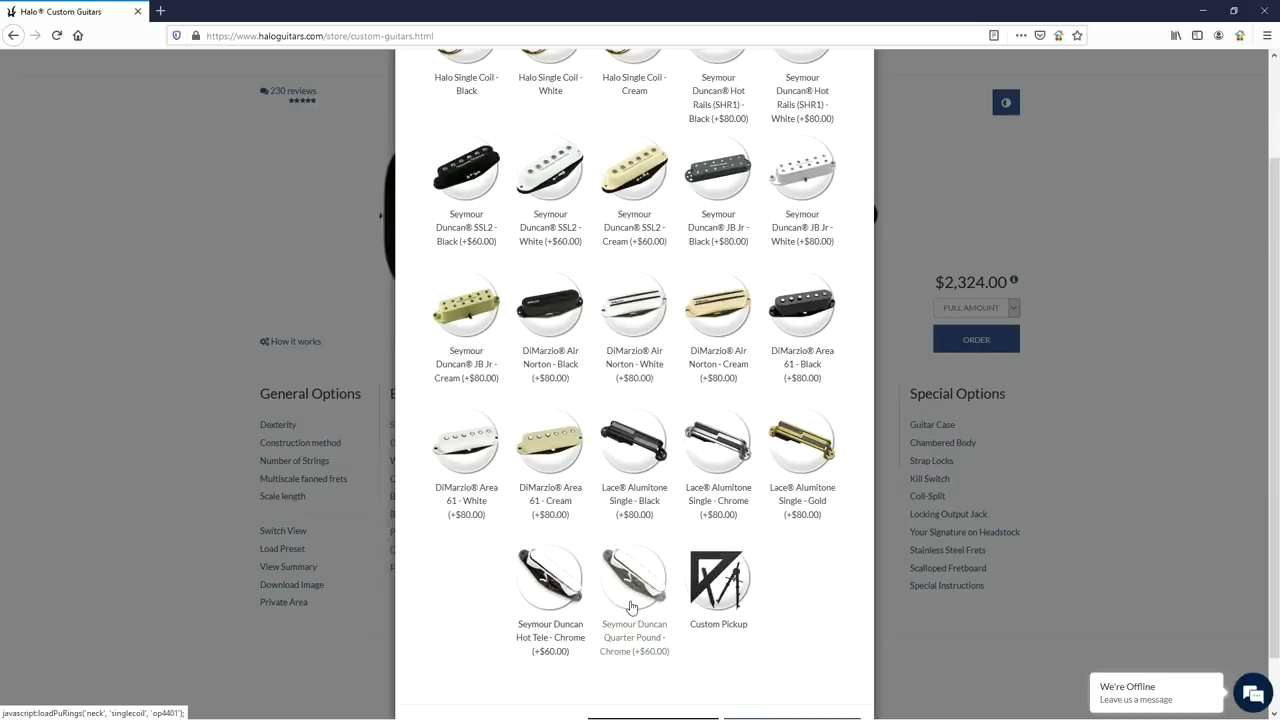 Halo® Custom Guitars
https://www.haloguitars.com/store/custom-guitars.html
230 reviews
Halo Single Coil -
Black
Halo Single Coil -
White
Halo Single Coil -
Cream
Seymour
Duncan® Hot
Rails (SHR1) -
Black (+$80.00)
Seymour
Duncan® Hot
Rails (SHR1) -
White (+$80.00)
Seymour
Duncan® SSL2 -
Black (+$60.00)
Seymour
Duncan® SSL2 -
White (+$60.00)
Seymour
Duncan® SSL2 -
Cream (+$60.00)
Seymour
Duncan® JB Jr -
Black (+$80.00)
Seymour
Duncan® JB Jr -
White (+$80.00)
$2,324.00
FULL AMOUNT
ORDER
How it works
Seymour
Duncan® JB Jr -
Cream (+$80.00)
DiMarzio® Air
Norton - Black
(+$80.00)
DiMarzio® Air
Norton - White
(+$80.00)
DiMarzio® Air
Norton - Cream
(+$80.00)
DiMarzio® Area
61 - Black
(+$80.00)
General Options
Dexterity
Construction method
Number of Strings
Multiscale fanned frets
Scale length
Switch View
Load Preset
View Summary
Download Image
Private Area
DiMarzio® Area
61 - White
(+$80.00)
DiMarzio® Area
61 - Cream
(+$80.00)
Lace® Alumitone
Single - Black
(+$80.00)
Lace® Alumitone
Single - Chrome
(+$80.00)
Lace® Alumitone
Single - Gold
(+$80.00)
Seymour Duncan
Hot Tele - Chrome
(+$60.00)
Seymour Duncan
Quarter Pound -
Chrome (+$60.00)
Custom Pickup
Special Options
Guitar Case
Chambered Body
Strap Locks
Kill Switch
Coil-Split
Locking Output Jack
Your Signature on Headstock
Stainless Steel Frets
Scalloped Fretboard
Special Instructions
We're Offline
Leave us a message
javascript:loadPuRings('neck', 'singlecoil', 'op4401');